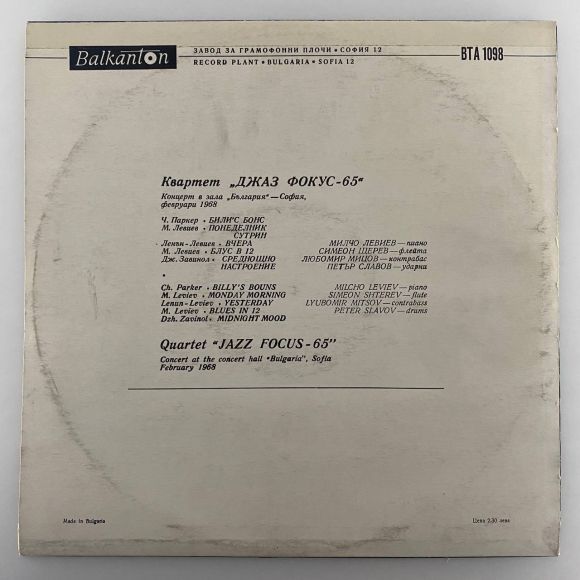 Balkanton
ЗАВОД ЗА ГРАМОФОННИ ПЛОЧИ • СОФИЯ 12
RECORD PLANT • BULGARIA • SOFIA 12
ВТА 1098
Квартет „ДЖАЗ ФОКУС-65"
Концерт в зала „България" — София,
февруари 1968
Ч. Паркер • БИЛИ'С БОНС
М. Левиев • ПОНЕДЕЛНИК
СУТРИН
Ленън-Левиев • ВЧЕРА
М. Левиев • БЛУС В 12
Дж. Завинол • СРЕДНОЩНО
НАСТРОЕНИЕ
МИЛЧО ЛЕВИЕВ — пиано
СИМЕОН ЩЕРЕВ — флейта
ЛЮБОМИР МИЦОВ — контрабас
ПЕТЪР СЛАВОВ — ударни
Ch. Parker • BILLY'S BOUNS
M. Leviev • MONDAY MORNING
Lenun-Leviev • YESTERDAY
M. Leviev • BLUES IN 12
Dzh. Zavinol • MIDNIGHT MOOD
MILCHO LEVIEV — piano
SIMEON SHTEREV — flute
LYUBOMIR MITSOV — contrabass
PETER SLAVOV — drums
Quartet "JAZZ FOCUS-65"
Concert at the concert hall "Bulgaria", Sofia
February 1968
Made in Bulgaria
Цена 2.30 лева